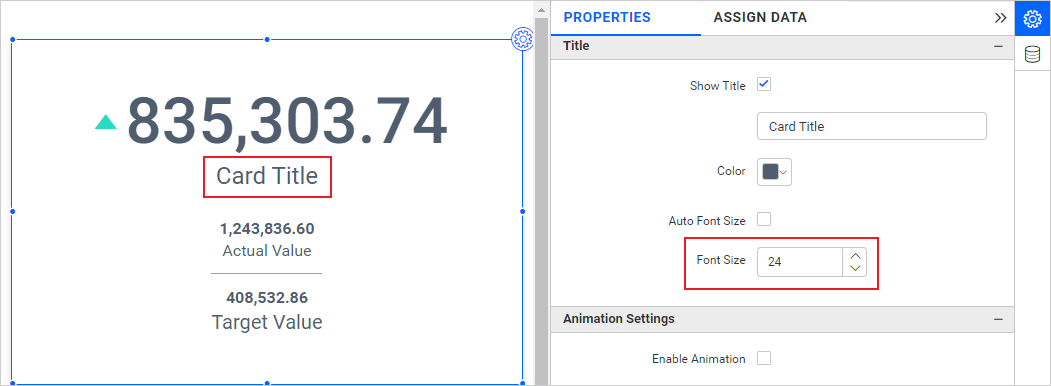 835,303.74
Card Title
1,243,836.60
Actual Value
408,532.86
Target Value
PROPERTIES
ASSIGN DATA
Title
Show Title
Card Title
Color
Auto Font Size
Font Size
24
Animation Settings
Enable Animation